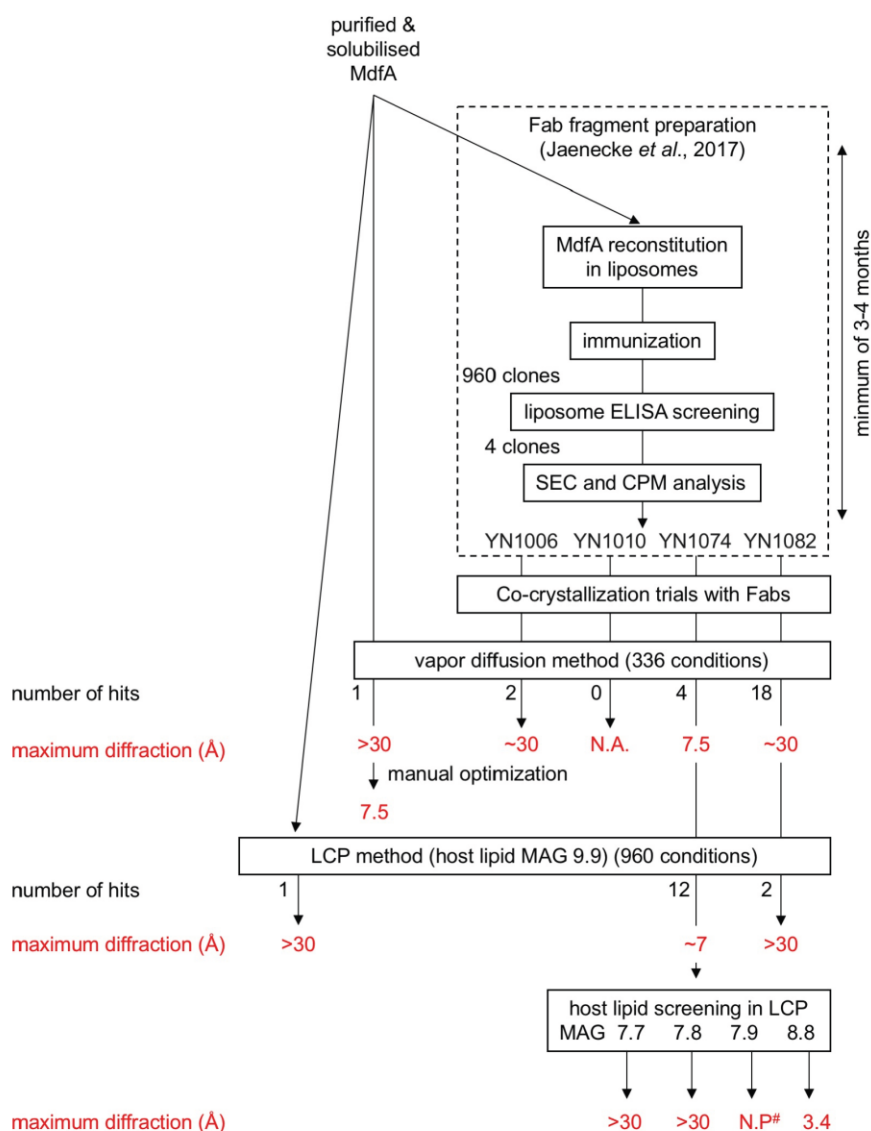 purified &
solubilised
MdfA
Fab fragment preparation
(Jaenecke et al., 2017)
MdfA reconstitution
in liposomes
immunization
960 clones
liposome ELISA screening
4 clones
SEC and CPM analysis
minmum of 3-4 months
YN1006 YN1010 YN1074 YN1082
Co-crystallization trials with Fabs
vapor diffusion method (336 conditions)
number of hits 1 2 0 4 18
maximum diffraction (Å) >30 ~30 N.A. 7.5 ~30
manual optimization
7.5
LCP method (host lipid MAG 9.9) (960 conditions)
number of hits 1 12 2
maximum diffraction (Å) >30 ~7 >30
host lipid screening in LCP
MAG 7.7 7.8 7.9 8.8
maximum diffraction (Å) >30 >30 N.P# 3.4